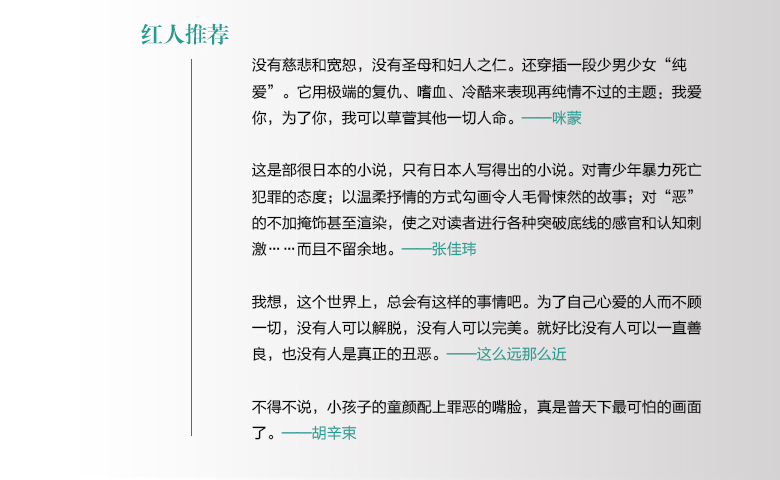 红人推荐
没有慈悲和宽恕，没有圣母和妇人之仁。还穿插一段少男少女“纯
爱”。它用极端的复仇、嗜血、冷酷来表现再纯情不过的主题：我爱
你，为了你，我可以草菅其他一切人命。——咪蒙
这是部很日本的小说，只有日本人写得出的小说。对青少年暴力死亡
犯罪的态度；以温柔抒情的方式勾画令人毛骨悚然的故事；对“恶”
的不加掩饰甚至渲染，使之对读者进行各种突破底线的感官和认知刺
激……而且不留余地。——张佳玮
我想，这个世界上，总会有这样的事情吧。为了自己心爱的人而不顾
一切，没有人可以解脱，没有人可以完美。就好比没有人可以一直善
良，也没有人是真正的丑恶。——这么远那么近
不得不说，小孩子的童颜配上罪恶的嘴脸，真是普天下最可怕的画面
了。——胡辛束